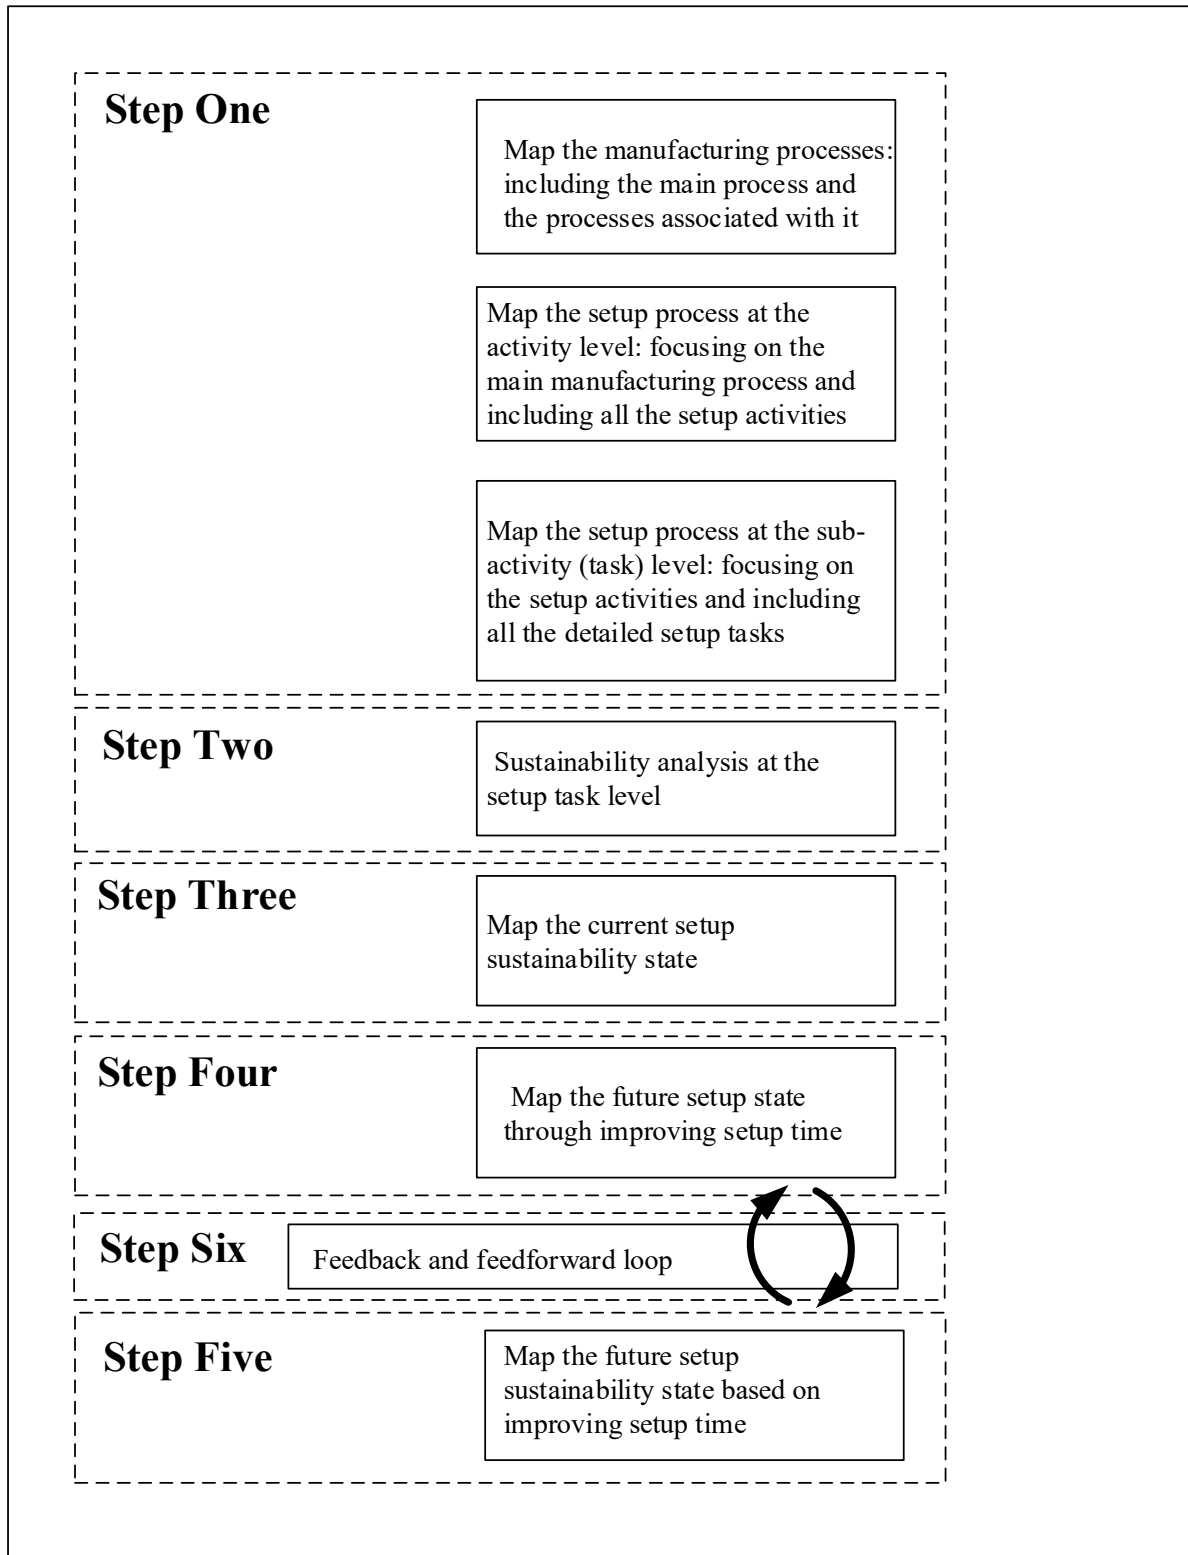 Step One
Map the manufacturing processes:
including the main process and
the processes associated with it
Map the setup process at the
activity level: focusing on the
main manufacturing process and
including all the setup activities
Map the setup process at the sub-
activity (task) level: focusing on
the setup activities and including
all the detailed setup tasks
Step Two
Sustainability analysis at the
setup task level
Step Three
Map the current setup
sustainability state
Step Four
Map the future setup state
through improving setup time
Step Six
Feedback and feedforward loop
Step Five
Map the future setup
sustainability state based on
improving setup time